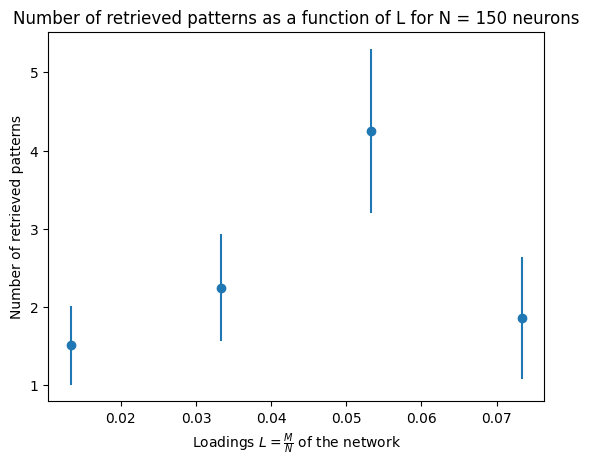 Number of retrieved patterns as a function of L for N = 150 neurons
Number of retrieved patterns
5
4
3
2
1
0.02 0.03 0.04 0.05 0.06 0.07
Loadings $L = \frac{M}{N}$ of the network